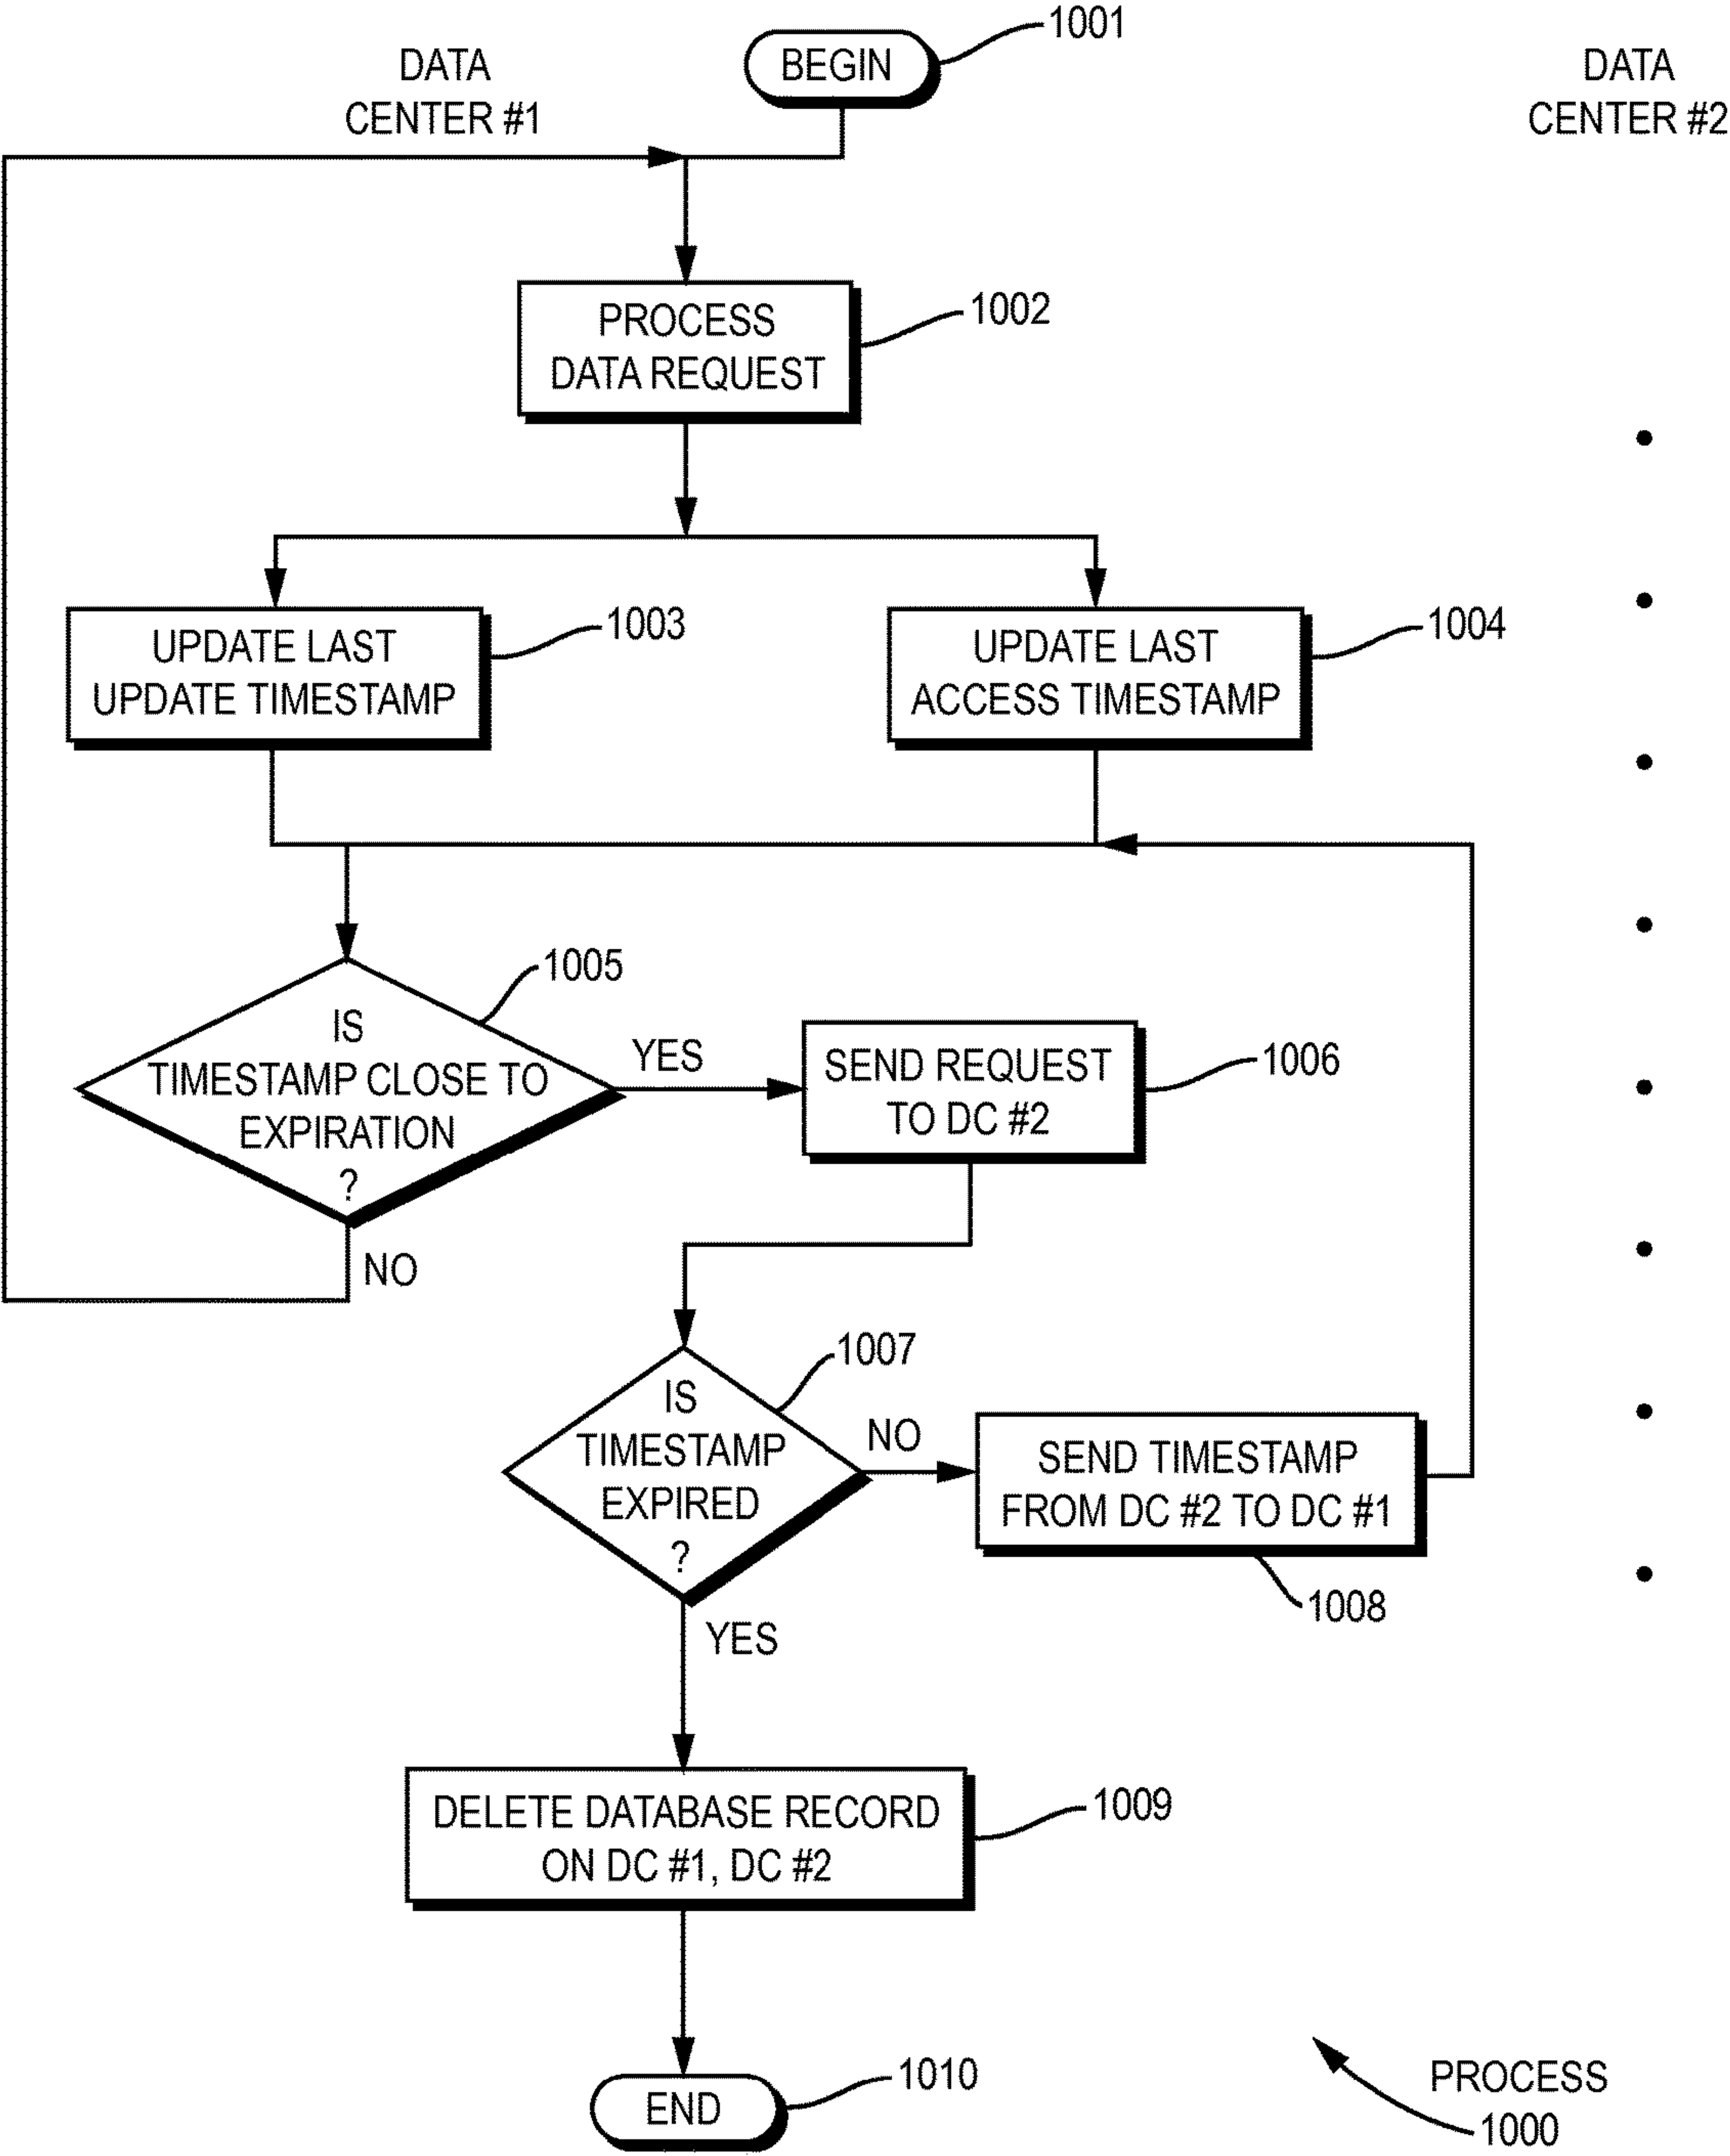 1001
BEGIN
DATA
CENTER #1
DATA
CENTER #2
PROCESS
DATA REQUEST
1002
UPDATE LAST
UPDATE TIMESTAMP
1003
UPDATE LAST
ACCESS TIMESTAMP
1004
IS
TIMESTAMP CLOSE TO
EXPIRATION
?
1005
YES
NO
SEND REQUEST
TO DC #2
1006
IS
TIMESTAMP
EXPIRED
?
1007
NO
YES
SEND TIMESTAMP
FROM DC #2 TO DC #1
1008
DELETE DATABASE RECORD
ON DC #1, DC #2
1009
END
1010
PROCESS
1000